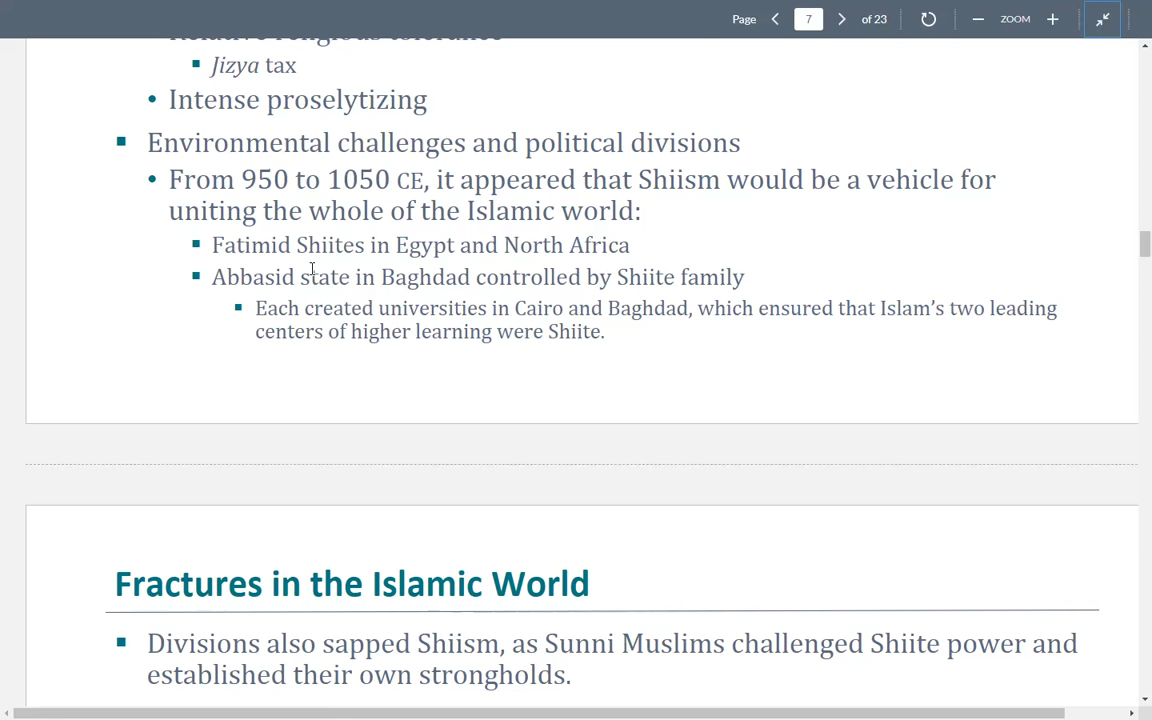 Page 7 of 23 ZOOM
Relative religious tolerance
Jizya tax
Intense proselytizing
Environmental challenges and political divisions
From 950 to 1050 CE, it appeared that Shiism would be a vehicle for
uniting the whole of the Islamic world:
Fatimid Shiites in Egypt and North Africa
Abbasid state in Baghdad controlled by Shiite family
Each created universities in Cairo and Baghdad, which ensured that Islam’s two leading
centers of higher learning were Shiite.
Fractures in the Islamic World
Divisions also sapped Shiism, as Sunni Muslims challenged Shiite power and
established their own strongholds.